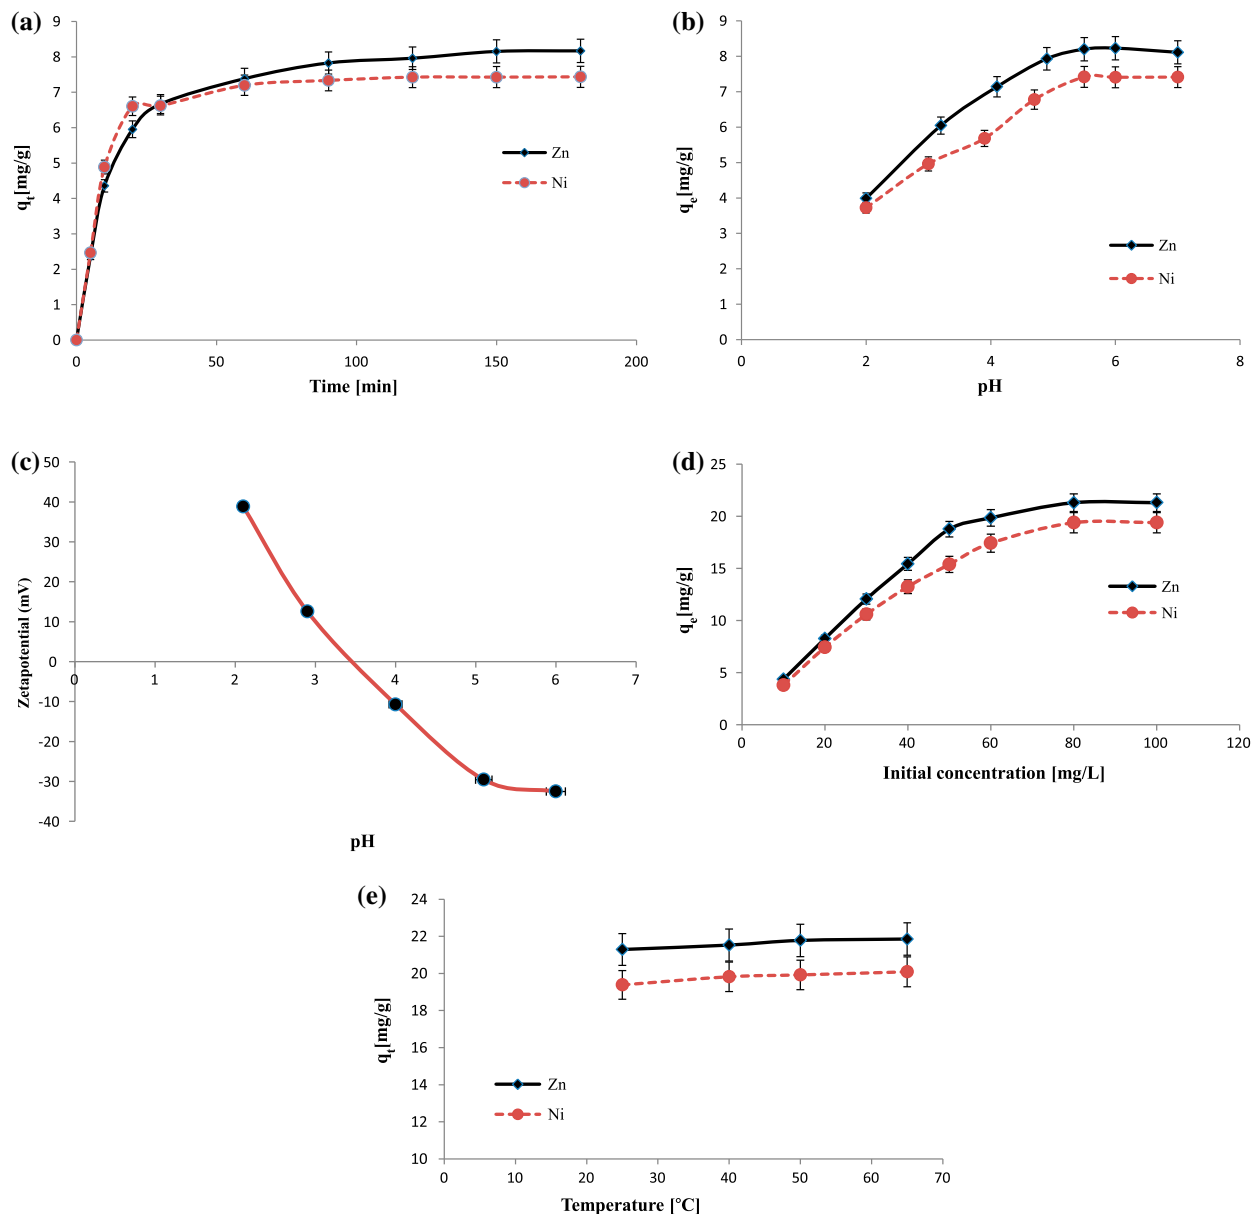 (a)
9
8
7
6
5
4
3
2
1
0
q_t[mg/g]
0 50 100 150 200
Time [min]
Zn
Ni
(b)
9
8
7
6
5
4
3
2
1
0
q_e[mg/g]
0 2 4 6 8
pH
Zn
Ni
(c)
50
40
30
20
10
0
-10
-20
-30
-40
Zetapotential (mV)
0 1 2 3 4 5 6 7
pH
(d)
25
20
15
10
5
0
q_e[mg/g]
0 20 40 60 80 100 120
Initial concentration [mg/L]
Zn
Ni
(e)
24
22
20
18
16
14
12
10
q_t[mg/g]
0 10 20 30 40 50 60 70
Temperature [°C]
Zn
Ni